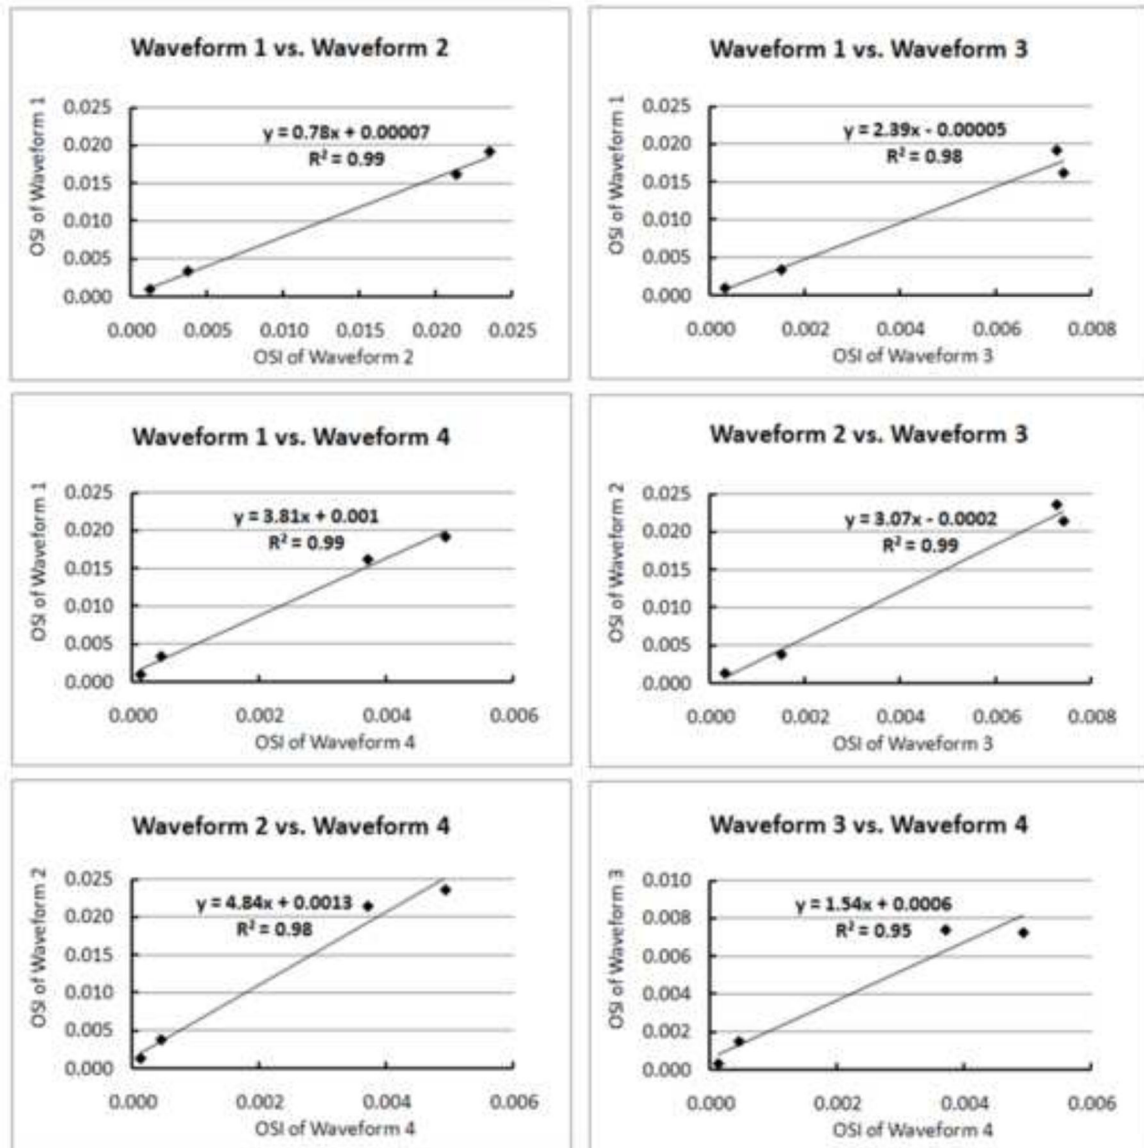 Waveform 1 vs. Waveform 2
OSI of Waveform 1
0.025
0.020
0.015
0.010
0.005
0.000
y = 0.78x + 0.00007
R² = 0.99
0.000 0.005 0.010 0.015 0.020 0.025
OSI of Waveform 2
Waveform 1 vs. Waveform 3
OSI of Waveform 1
0.025
0.020
0.015
0.010
0.005
0.000
y = 2.39x - 0.00005
R² = 0.98
0.000 0.002 0.004 0.006 0.008
OSI of Waveform 3
Waveform 1 vs. Waveform 4
OSI of Waveform 1
0.025
0.020
0.015
0.010
0.005
0.000
y = 3.81x + 0.001
R² = 0.99
0.000 0.002 0.004 0.006
OSI of Waveform 4
Waveform 2 vs. Waveform 3
OSI of Waveform 2
0.025
0.020
0.015
0.010
0.005
0.000
y = 3.07x - 0.0002
R² = 0.99
0.000 0.002 0.004 0.006 0.008
OSI of Waveform 3
Waveform 2 vs. Waveform 4
OSI of Waveform 2
0.025
0.020
0.015
0.010
0.005
0.000
y = 4.84x + 0.0013
R² = 0.98
0.000 0.002 0.004 0.006
OSI of Waveform 4
Waveform 3 vs. Waveform 4
OSI of Waveform 3
0.010
0.008
0.006
0.004
0.002
0.000
y = 1.54x + 0.0006
R² = 0.95
0.000 0.002 0.004 0.006
OSI of Waveform 4